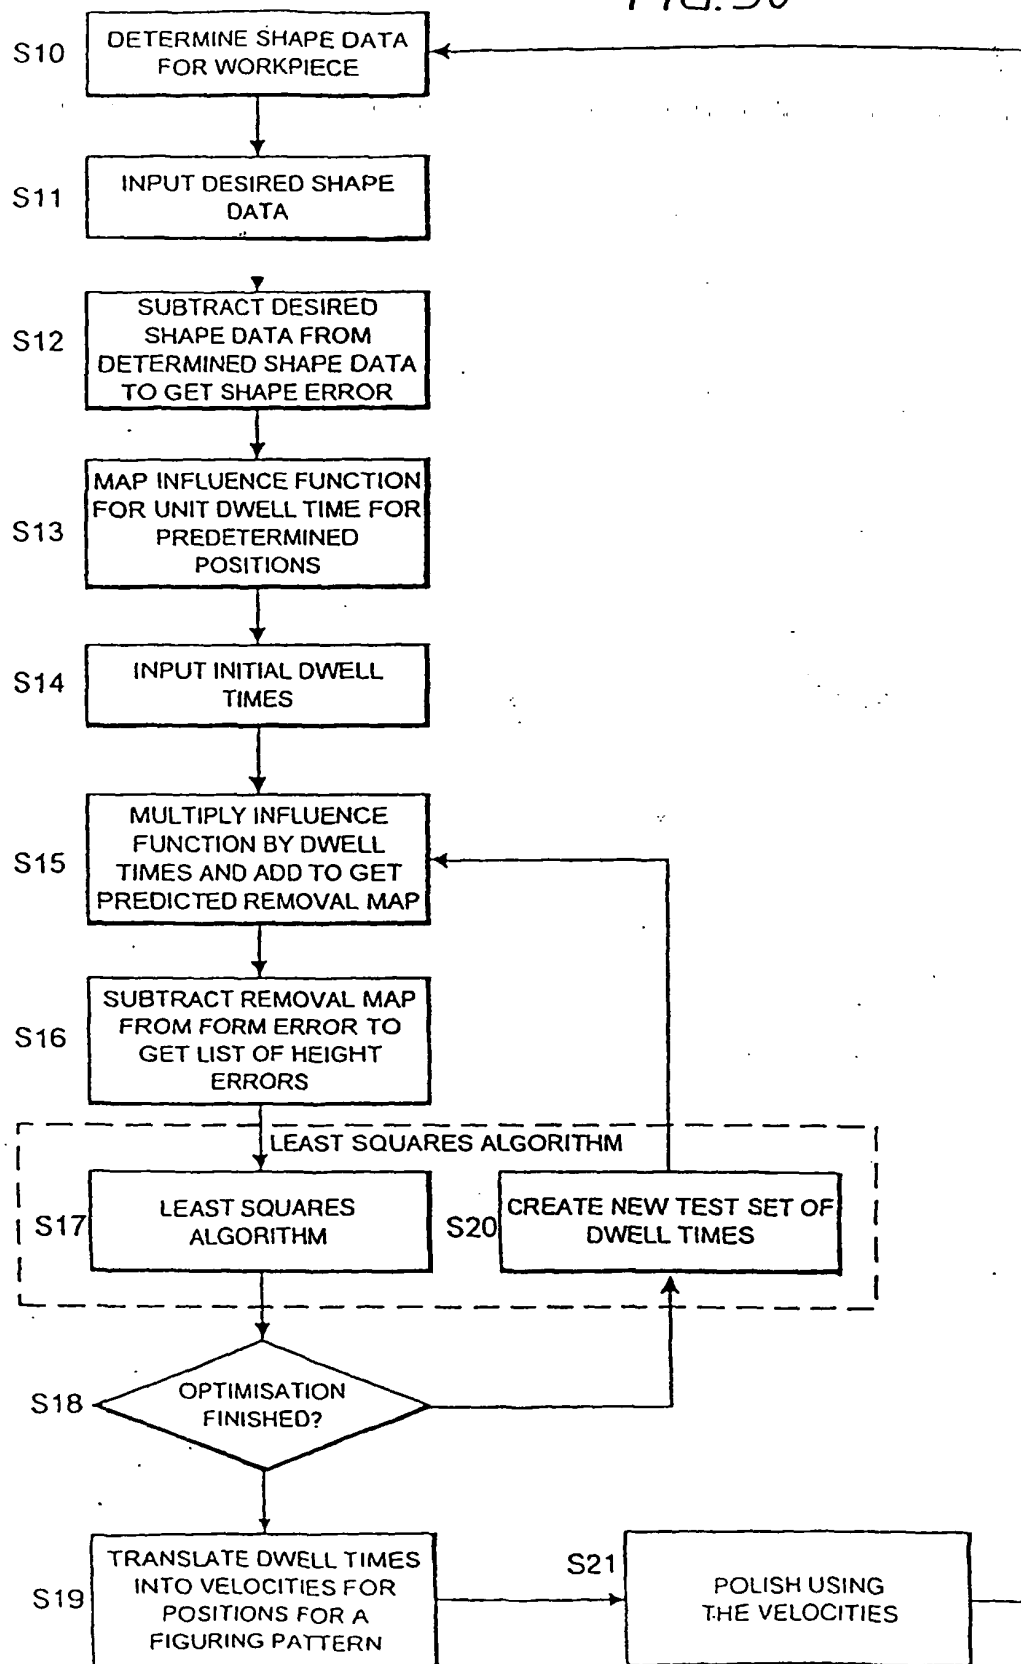 FIG.30
S10
DETERMINE SHAPE DATA
FOR WORKPIECE
S11
INPUT DESIRED SHAPE
DATA
S12
SUBTRACT DESIRED
SHAPE DATA FROM
DETERMINED SHAPE DATA
TO GET SHAPE ERROR
S13
MAP INFLUENCE FUNCTION
FOR UNIT DWELL TIME FOR
PREDETERMINED
POSITIONS
S14
INPUT INITIAL DWELL
TIMES
S15
MULTIPLY INFLUENCE
FUNCTION BY DWELL
TIMES AND ADD TO GET
PREDICTED REMOVAL MAP
S16
SUBTRACT REMOVAL MAP
FROM FORM ERROR TO
GET LIST OF HEIGHT
ERRORS
LEAST SQUARES ALGORITHM
S17
LEAST SQUARES
ALGORITHM
S20
CREATE NEW TEST SET OF
DWELL TIMES
S18
OPTIMISATION
FINISHED?
S19
TRANSLATE DWELL TIMES
INTO VELOCITIES FOR
POSITIONS FOR A
FIGURING PATTERN
S21
POLISH USING
THE VELOCITIES